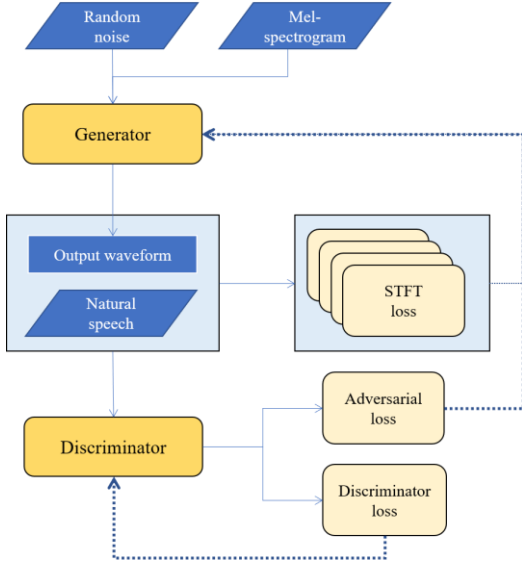 Random
noise
Mel-
spectrogram
Generator
Output waveform
Natural
speech
STFT
loss
Adversarial
loss
Discriminator
Discriminator
loss